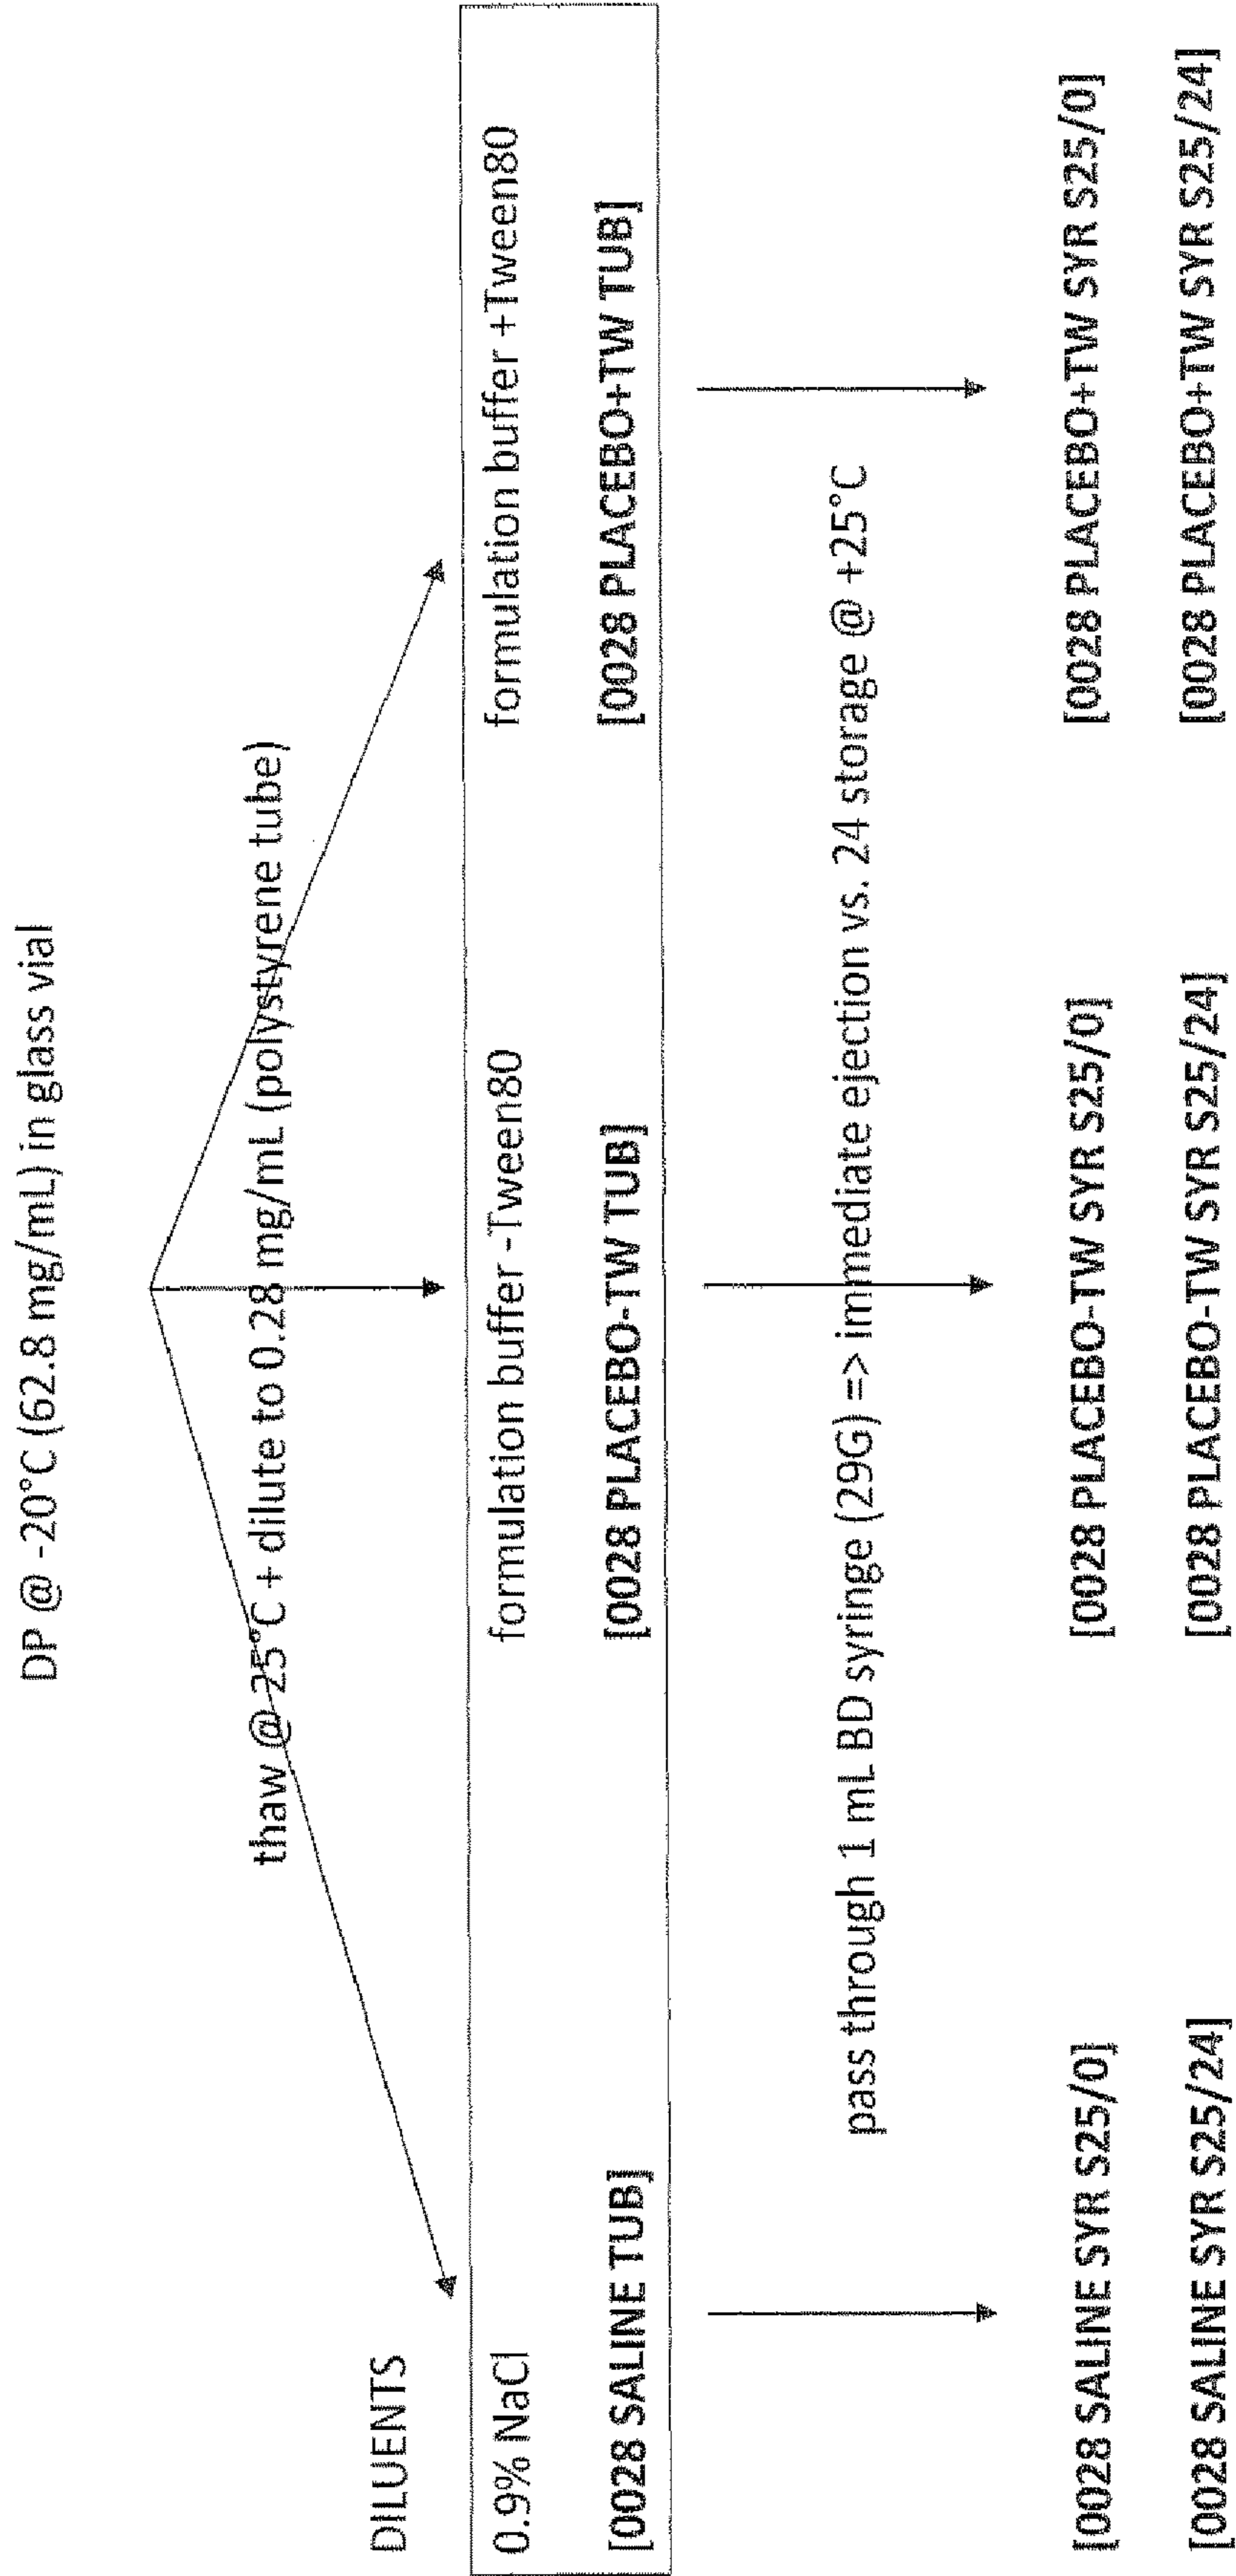 DP @ -20°C (62.8 mg/mL) in glass vial
thaw @ 25°C + dilute to 0.28 mg/mL (polystyrene tube)
DILUENTS
0.9% NaCl
formulation buffer -Tween80
formulation buffer +Tween80
[0028 SALINE TUB]
[0028 PLACEBO-TW TUB]
[0028 PLACEBO+TW TUB]
pass through 1 mL BD syringe (29G) => immediate ejection vs. 24 storage @ +25°C
[0028 SALINE SYR S25/0]
[0028 PLACEBO-TW SYR S25/0]
[0028 PLACEBO+TW SYR S25/0]
[0028 SALINE SYR S25/24]
[0028 PLACEBO-TW SYR S25/24]
[0028 PLACEBO+TW SYR S25/24]